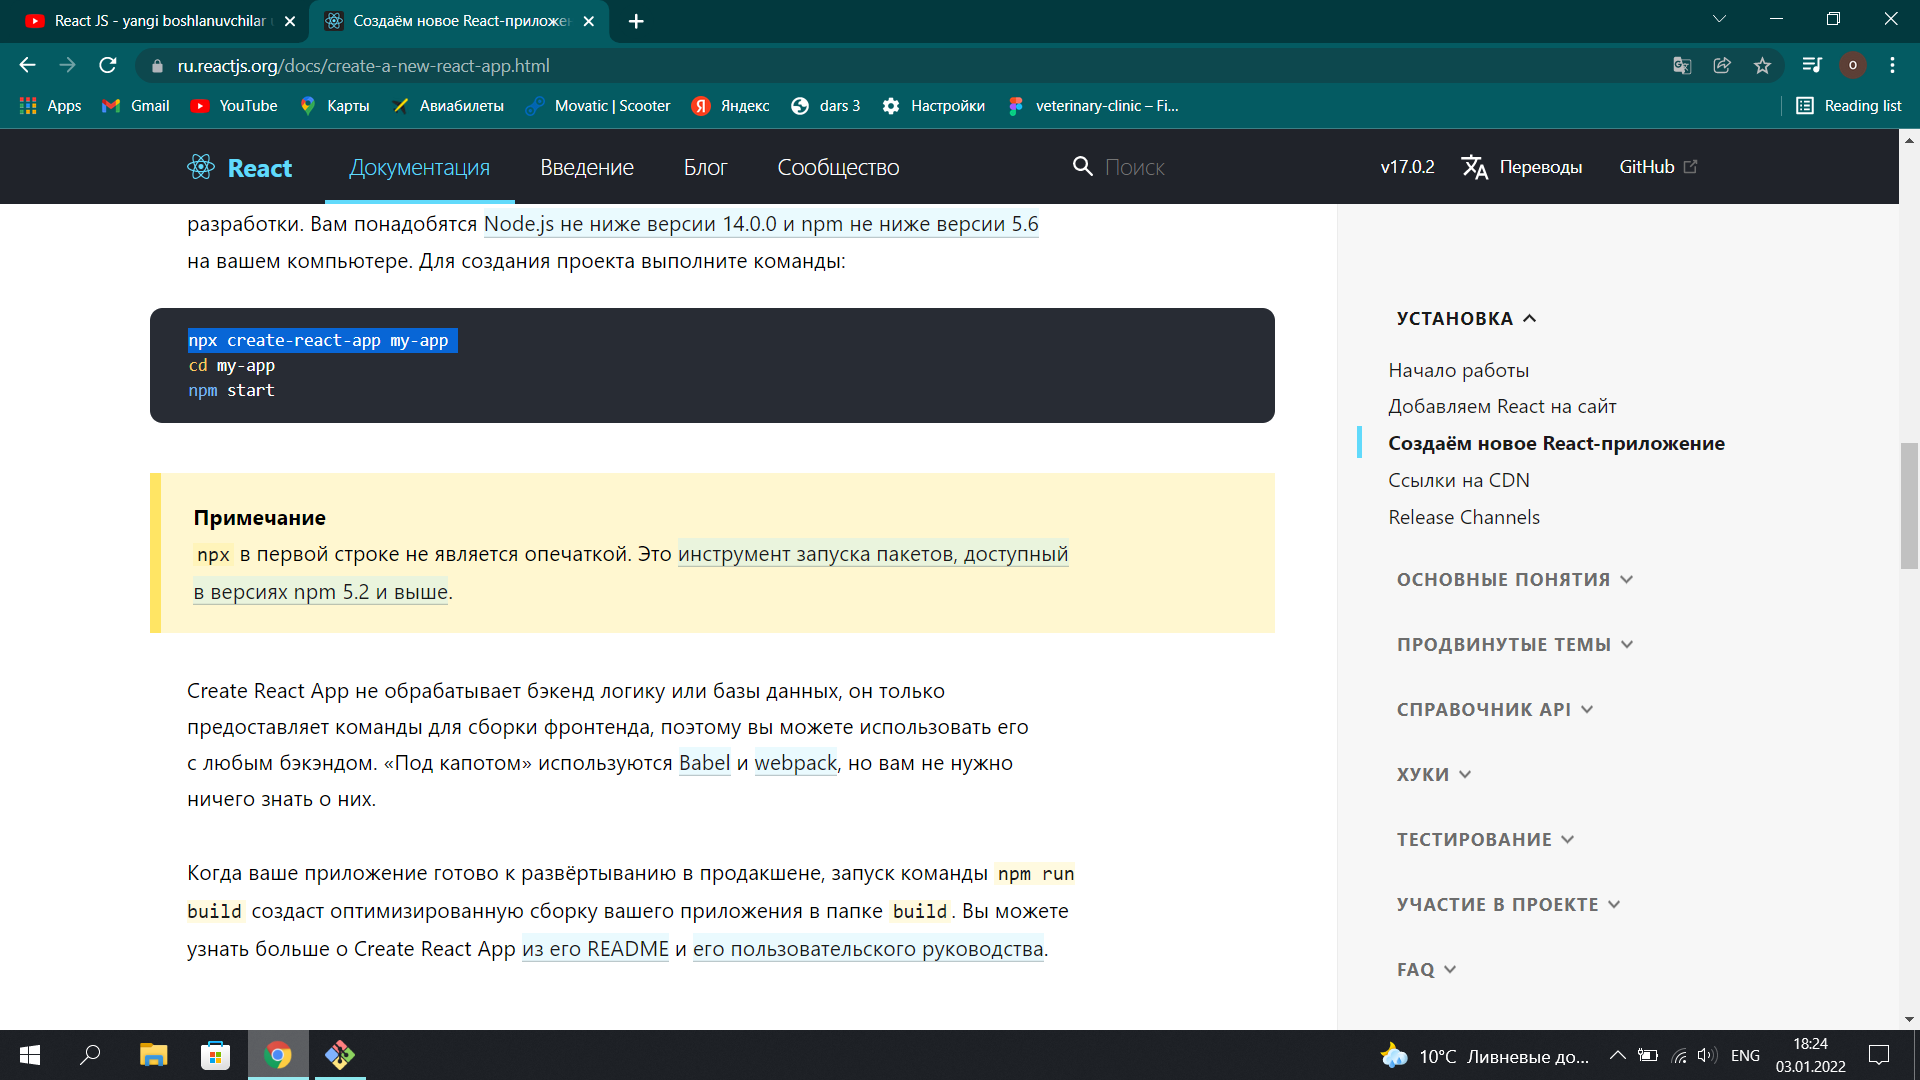 React JS - yangi boshlanuvchilar
Создаём новое React-приложен
ru.reactjs.org/docs/create-a-new-react-app.html
O
Apps
Gmail
YouTube
Карты
Авиабилеты
Movatic | Scooter
Яндекс
dars 3
Настройки
veterinary-clinic – Fi...
Reading list
React
Документация
Введение
Блог
Сообщество
Поиск
v17.0.2
Переводы
GitHub
разработки. Вам понадобятся Node.js не ниже версии 14.0.0 и npm не ниже версии 5.6
на вашем компьютере. Для создания проекта выполните команды:
npx create-react-app my-app
cd my-app
npm start
Примечание
npx в первой строке не является опечаткой. Это инструмент запуска пакетов, доступный
в версиях npm 5.2 и выше.
Create React App не обрабатывает бэкенд логику или базы данных, он только
предоставляет команды для сборки фронтенда, поэтому вы можете использовать его
с любым бэкэндом. «Под капотом» используются Babel и webpack, но вам не нужно
ничего знать о них.
Когда ваше приложение готово к развёртыванию в продакшене, запуск команды npm run
build создаст оптимизированную сборку вашего приложения в папке build. Вы можете
узнать больше о Create React App из его README и его пользовательского руководства.
УСТАНОВКА
Начало работы
Добавляем React на сайт
Создаём новое React-приложение
Ссылки на CDN
Release Channels
ОСНОВНЫЕ ПОНЯТИЯ
ПРОДВИНУТЫЕ ТЕМЫ
СПРАВОЧНИК API
ХУКИ
ТЕСТИРОВАНИЕ
УЧАСТИЕ В ПРОЕКТЕ
FAQ
10°C Ливневые до...
ENG
18:24
03.01.2022